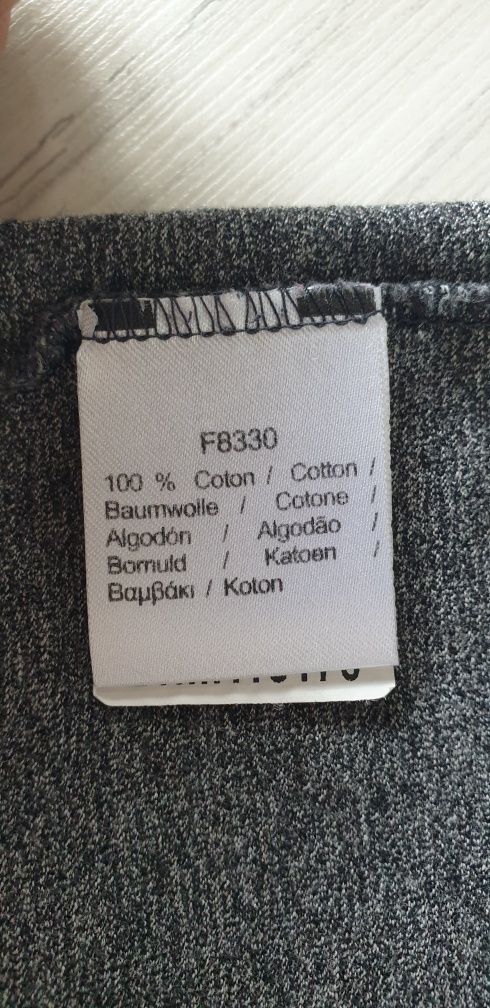 F8330
100 % Coton / Cotton /
Baumwolle / Cotone /
Algodón / Algodão /
Bomuld / Katoen /
Βαμβάκι / Koton